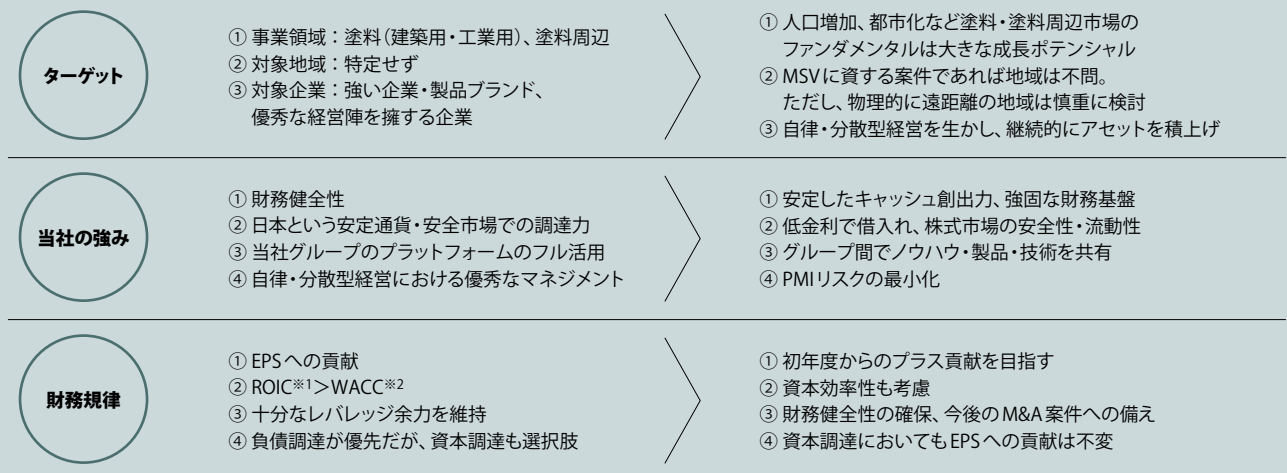 ターゲット
① 事業領域：塗料（建築用・工業用）、塗料周辺
② 対象地域：特定せず
③ 対象企業：強い企業・製品ブランド、
優秀な経営陣を擁する企業
① 人口増加、都市化など塗料・塗料周辺市場の
ファンダメンタルは大きな成長ポテンシャル
② MSVに資する案件であれば地域は不問。
ただし、物理的に遠距離の地域は慎重に検討
③ 自律・分散型経営を生かし、継続的にアセットを積上げ
当社の強み
① 財務健全性
② 日本という安定通貨・安全市場での調達力
③ 当社グループのプラットフォームのフル活用
④ 自律・分散型経営における優秀なマネジメント
① 安定したキャッシュ創出力、強固な財務基盤
② 低金利で借入れ、株式市場の安全性・流動性
③ グループ間でノウハウ・製品・技術を共有
④ PMIリスクの最小化
財務規律
① EPSへの貢献
② ROIC※1＞WACC※2
③ 十分なレバレッジ余力を維持
④ 負債調達が優先だが、資本調達も選択肢
① 初年度からのプラス貢献を目指す
② 資本効率性も考慮
③ 財務健全性の確保、今後のM&A案件への備え
④ 資本調達においてもEPSへの貢献は不変